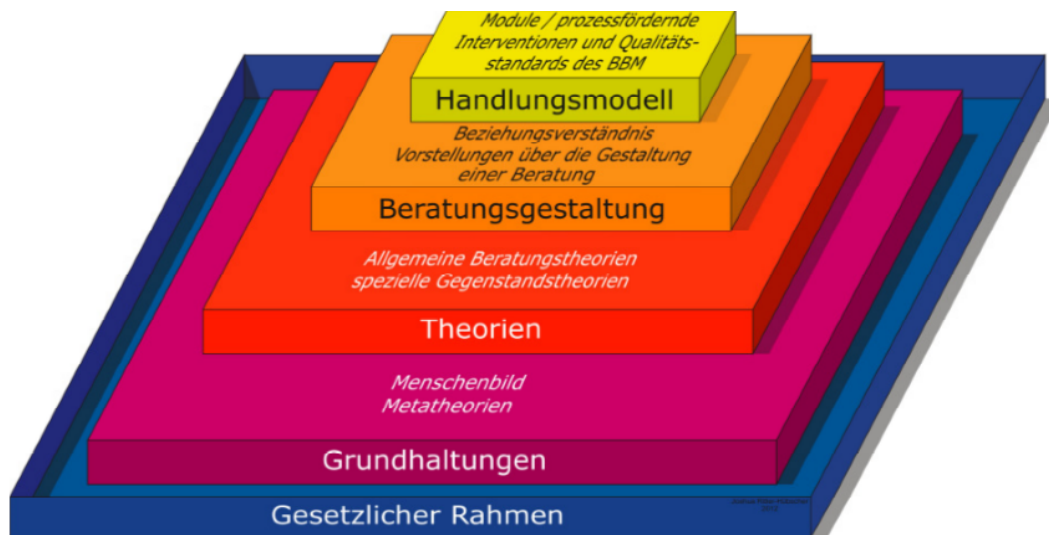 Module / prozessfördernde
Interventionen und Qualitäts-
standards des BBM
Handlungsmodell
Beziehungsverständnis
Vorstellungen über die Gestaltung
einer Beratung
Beratungsgestaltung
Allgemeine Beratungstheorien
spezielle Gegenstandstheorien
Theorien
Menschenbild
Metatheorien
Grundhaltungen
Gesetzlicher Rahmen